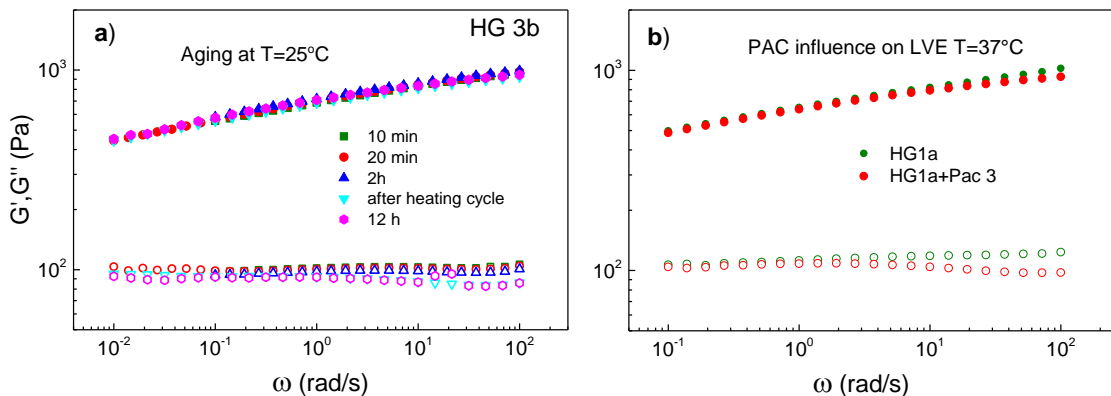 a)
HG 3b
Aging at T=25°C
10³
10 min
20 min
2h
after heating cycle
12 h
10²
G',G'' (Pa)
10⁻² 10⁻¹ 10⁰ 10¹ 10²
ω (rad/s)
b)
PAC influence on LVE T=37°C
10³
HG1a
HG1a+Pac 3
10²
10⁻¹ 10⁰ 10¹ 10²
ω (rad/s)